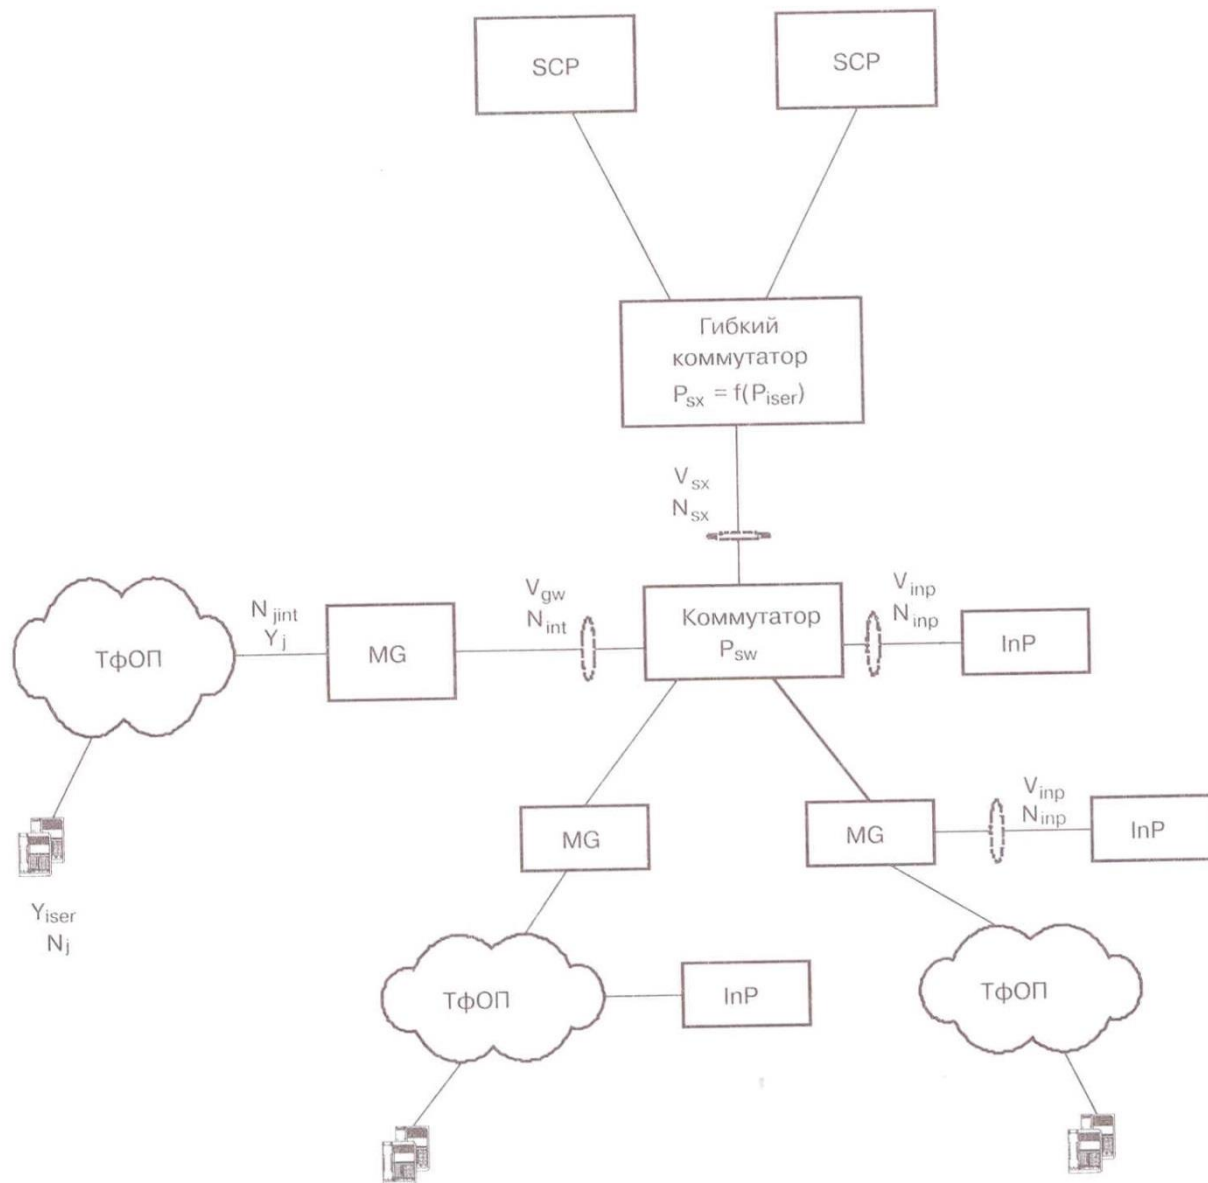 SCP
SCP
Гибкий
коммутатор
P_sx = f(P_iser)
V_sx
N_sx
V_gw
N_int
N_jint
Y_j
ТфОП
MG
Коммутатор
P_sw
V_inp
N_inp
InP
MG
MG
V_inp
N_inp
InP
Y_iser
N_j
ТфОП
InP
ТфОП